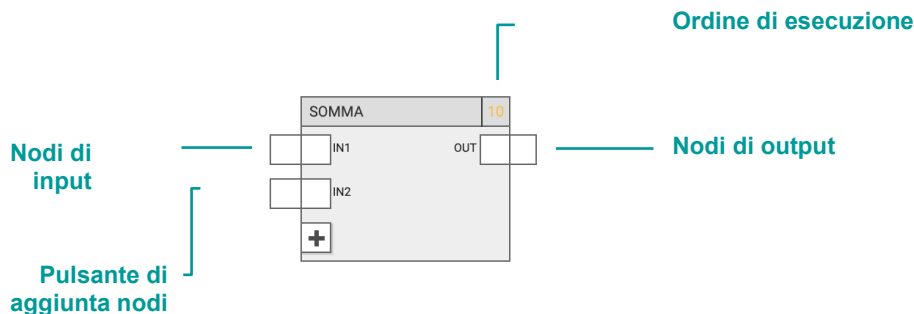 Ordine di esecuzione
SOMMA 10
Nodi di
input
IN1 OUT
Nodi di output
IN2
Pulsante di
aggiunta nodi